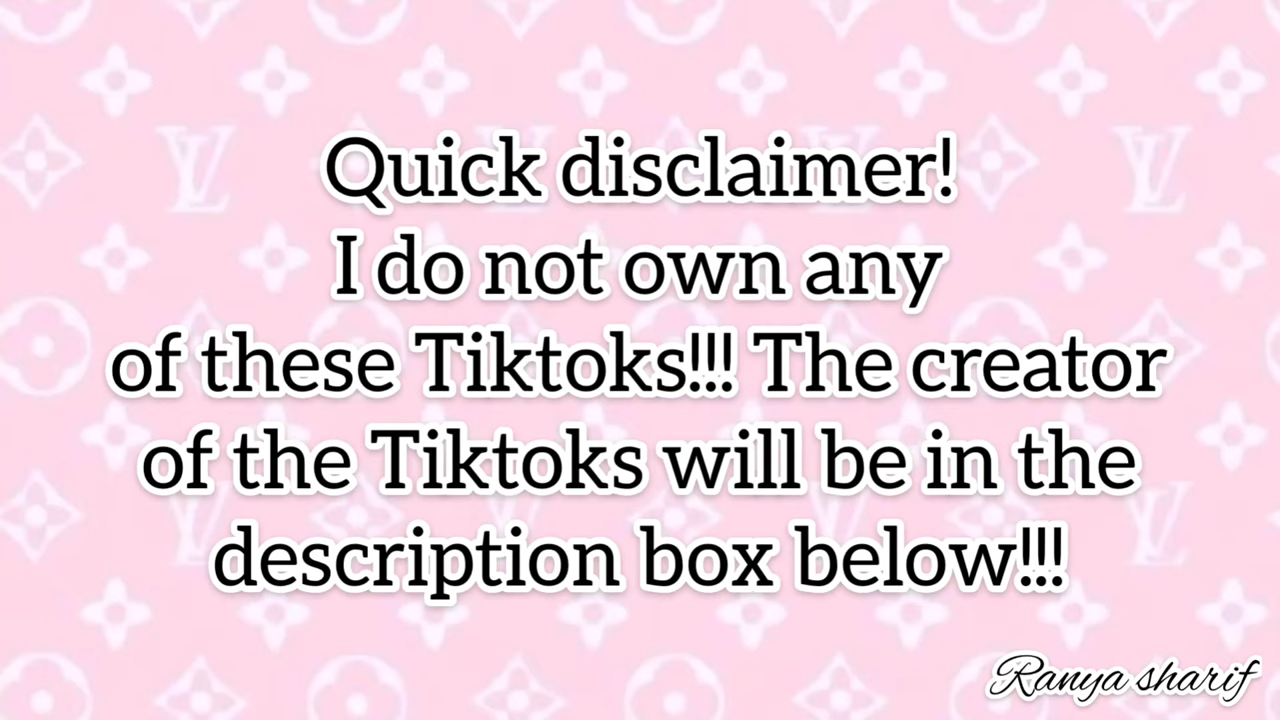 Quick disclaimer!
I do not own any
of these Tiktoks!!! The creator
of the Tiktoks will be in the
description box below!!!
Ranya sharif